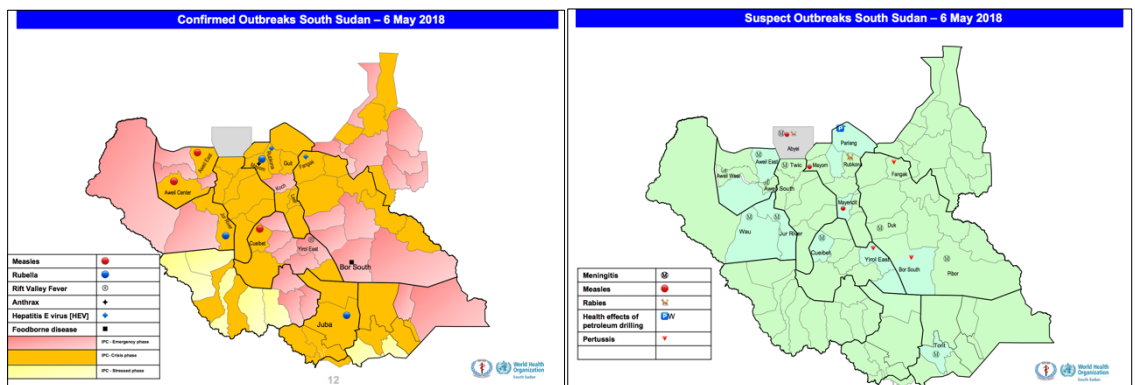 Confirmed Outbreaks South Sudan – 6 May 2018
Aweil East
Aweil Center
Rubkona
Guit
Fangak
Koch
Cueibet
Yirol East
Bor South
Juba
Measles
Rubella
Rift Valley Fever
Anthrax
Hepatitis E virus [HEV]
Foodborne disease
IPC - Emergency phase
IPC- Crisis phase
IPC - Stressed phase
12
World Health
Organization
South Sudan
Suspect Outbreaks South Sudan – 6 May 2018
M
Abyei
P
Pariang
M
Aweil East
M
Twic
Mayom
Rubkona
M
Aweil West
Aweil South
Fangak
Mayendit
M
M
Wau
Jur River
M
Duk
M
Cueibet
Yirol East
Bor South
M
Pibor
Torit
M
Meningitis
M
Measles
Rabies
Health effects of
petroleum drilling
P W
Pertussis
World Health
Organization
South Sudan